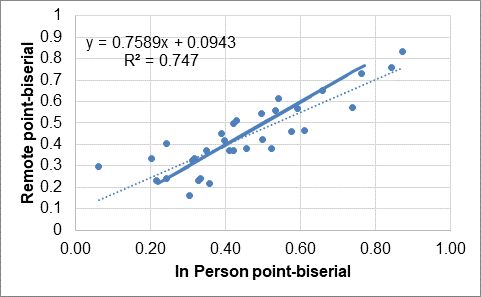 y = 0.7589x + 0.0943
R² = 0.747
Remote point-biserial
1
0.9
0.8
0.7
0.6
0.5
0.4
0.3
0.2
0.1
0
0.00 0.20 0.40 0.60 0.80 1.00
In Person point-biserial